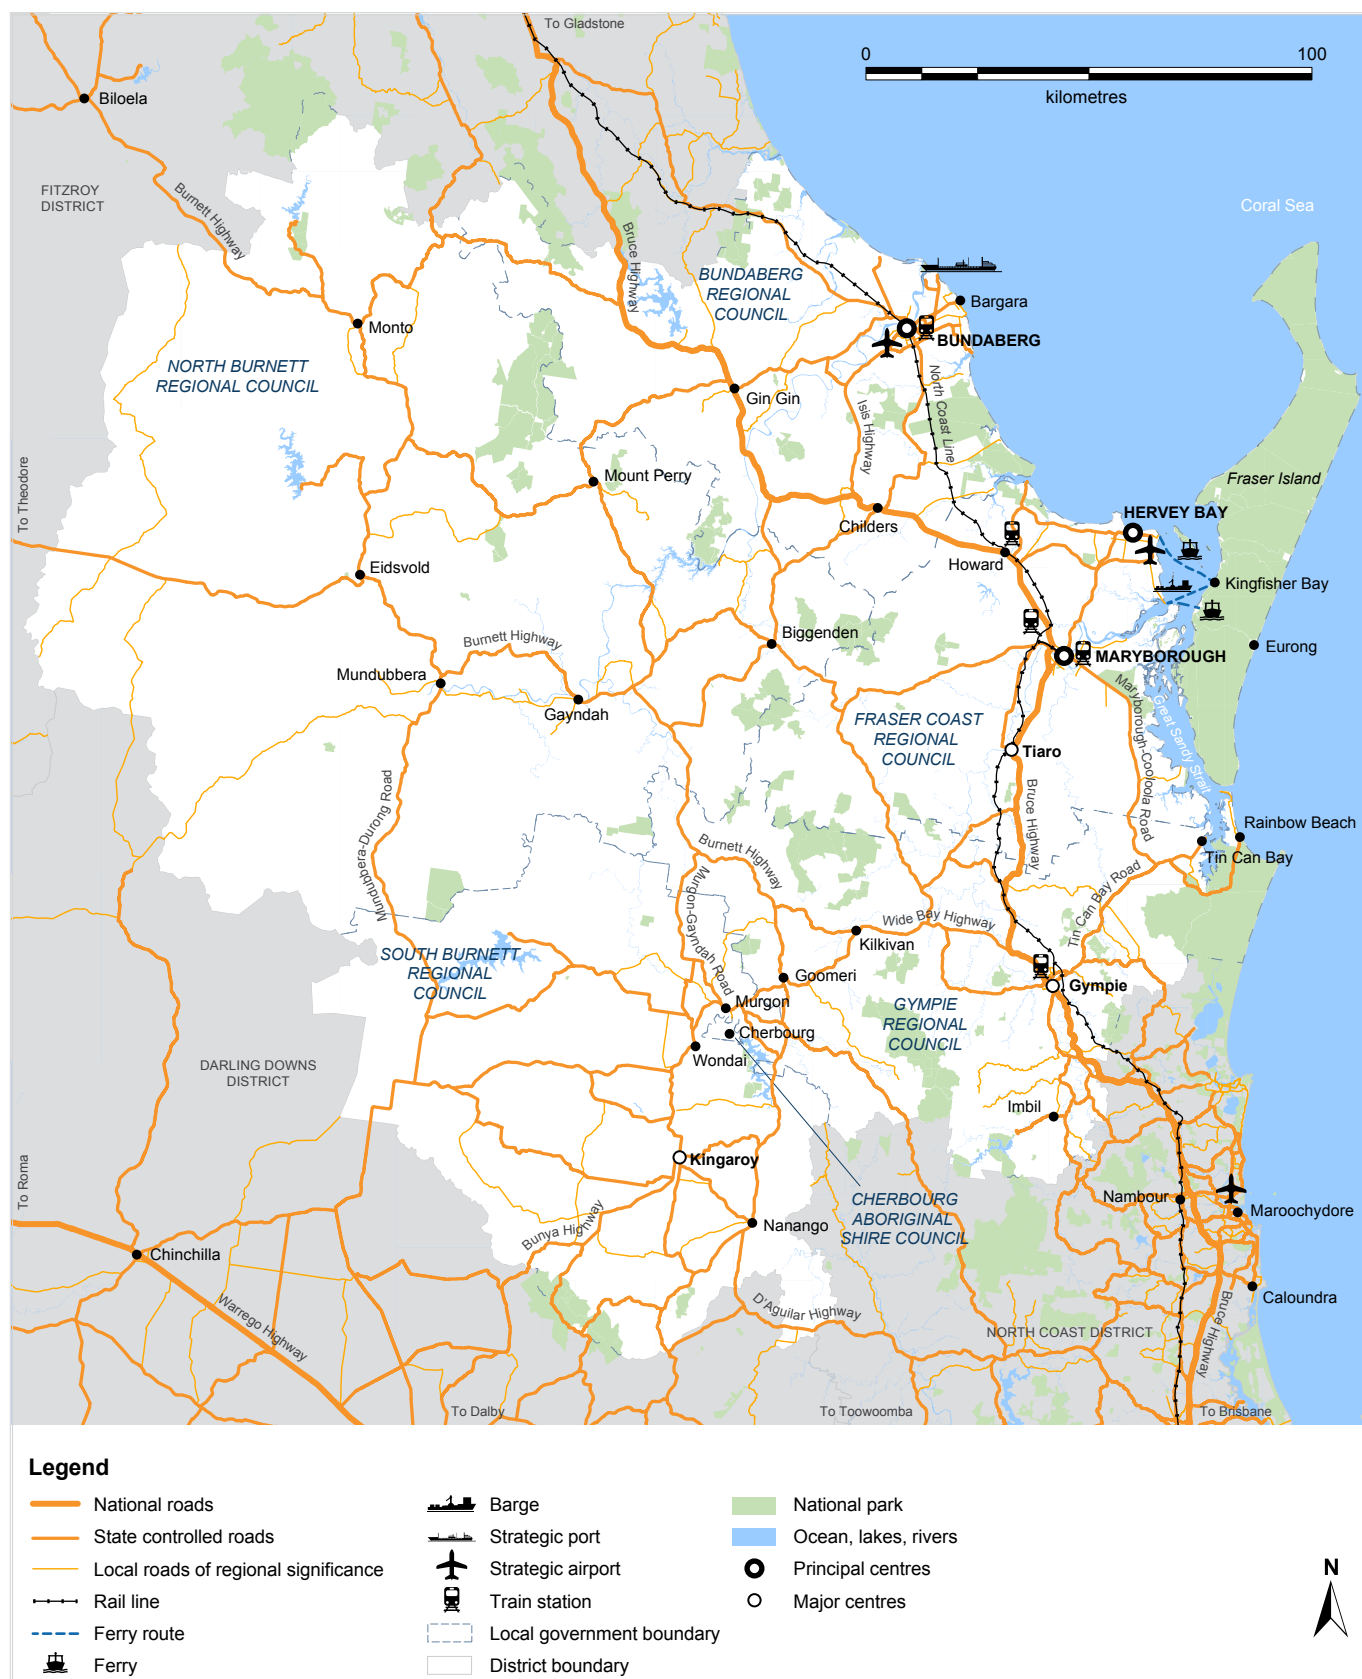 To Gladstone
0
100
kilometres
Biloela
FITZROY
DISTRICT
Burnett Highway
Coral Sea
Bruce Highway
BUNDABERG
REGIONAL
COUNCIL
Bargara
Monto
BUNDABERG
NORTH BURNETT
REGIONAL COUNCIL
Gin Gin
Isis Highway
North Coast Line
To Theodore
Mount Perry
Fraser Island
Childers
HERVEY BAY
Howard
Eidsvold
Kingfisher Bay
Burnett Highway
Biggenden
Eurong
MARYBOROUGH
Mundubbera
Gayndah
Maryborough-Cooloola Road
Great Sandy Strait
FRASER COAST
REGIONAL
COUNCIL
Tiaro
Mundubbera-Durong Road
Bruce Highway
Rainbow Beach
Tin Can Bay
Burnett Highway
Murgon-Gayndah Road
Tin Can Bay Road
Wide Bay Highway
Kilkivan
SOUTH BURNETT
REGIONAL
COUNCIL
Goomeri
Gympie
Murgon
GYMPIE
REGIONAL
COUNCIL
Cherbourg
Wondai
DARLING DOWNS
DISTRICT
Imbil
To Roma
Kingaroy
CHERBOURG
ABORIGINAL
SHIRE COUNCIL
Nambour
Maroochydore
Nanango
Bunya Highway
Chinchilla
Caloundra
Warrego Highway
D'Aguilar Highway
NORTH COAST DISTRICT
Bruce Highway
To Dalby
To Toowoomba
To Brisbane
Legend
National roads
State controlled roads
Local roads of regional significance
Rail line
Ferry route
Ferry
Barge
Strategic port
Strategic airport
Train station
Local government boundary
District boundary
National park
Ocean, lakes, rivers
Principal centres
Major centres
N